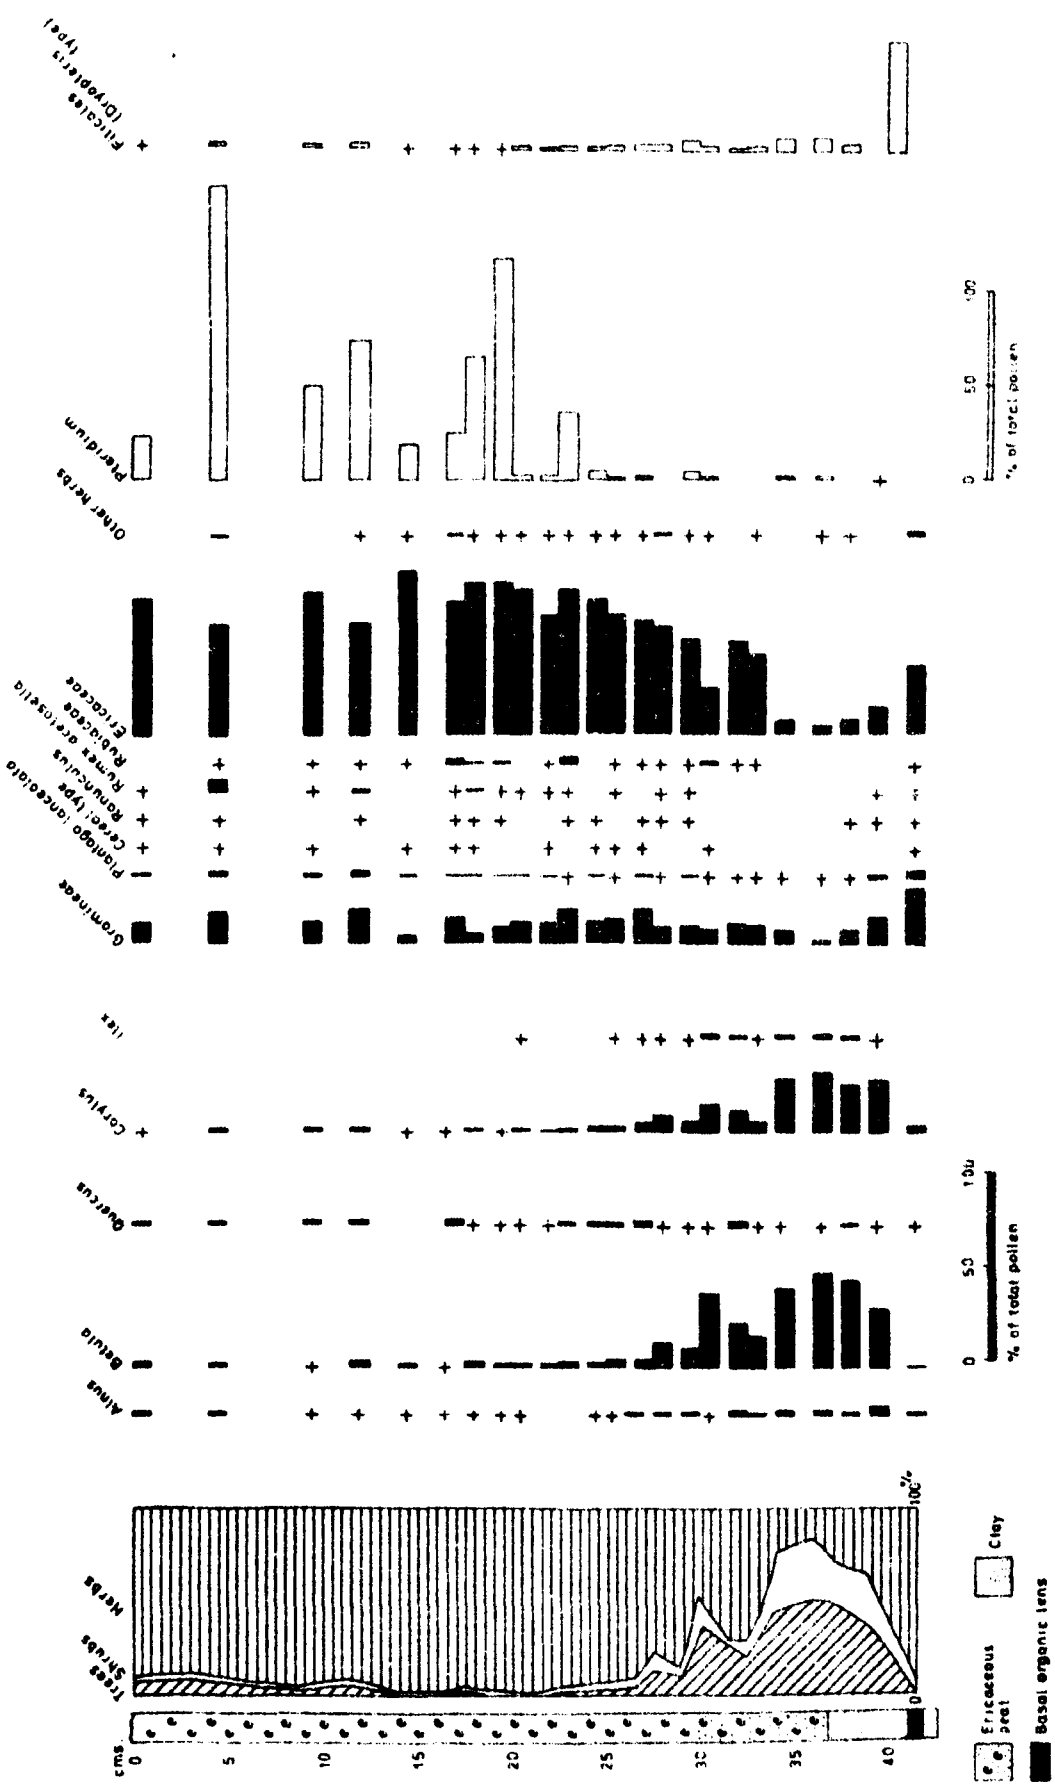 cms
0
5
10
15
20
25
30
35
40
Trees
Shrubs
Herbs
0
100%
Alnus
Betula
Quercus
Corylus
Ilex
Gramineae
Plantago lanceolata
Cereal type
Ranunculus
Rumex acetosella
Rubiaceae
Ericaceae
Other herbs
Pteridium
Filicales
(Dryopteris
type)
0
50
100
% of total pollen
0
50
100
% of total pollen
Ericaceous
peat
Clay
Basal organic lens